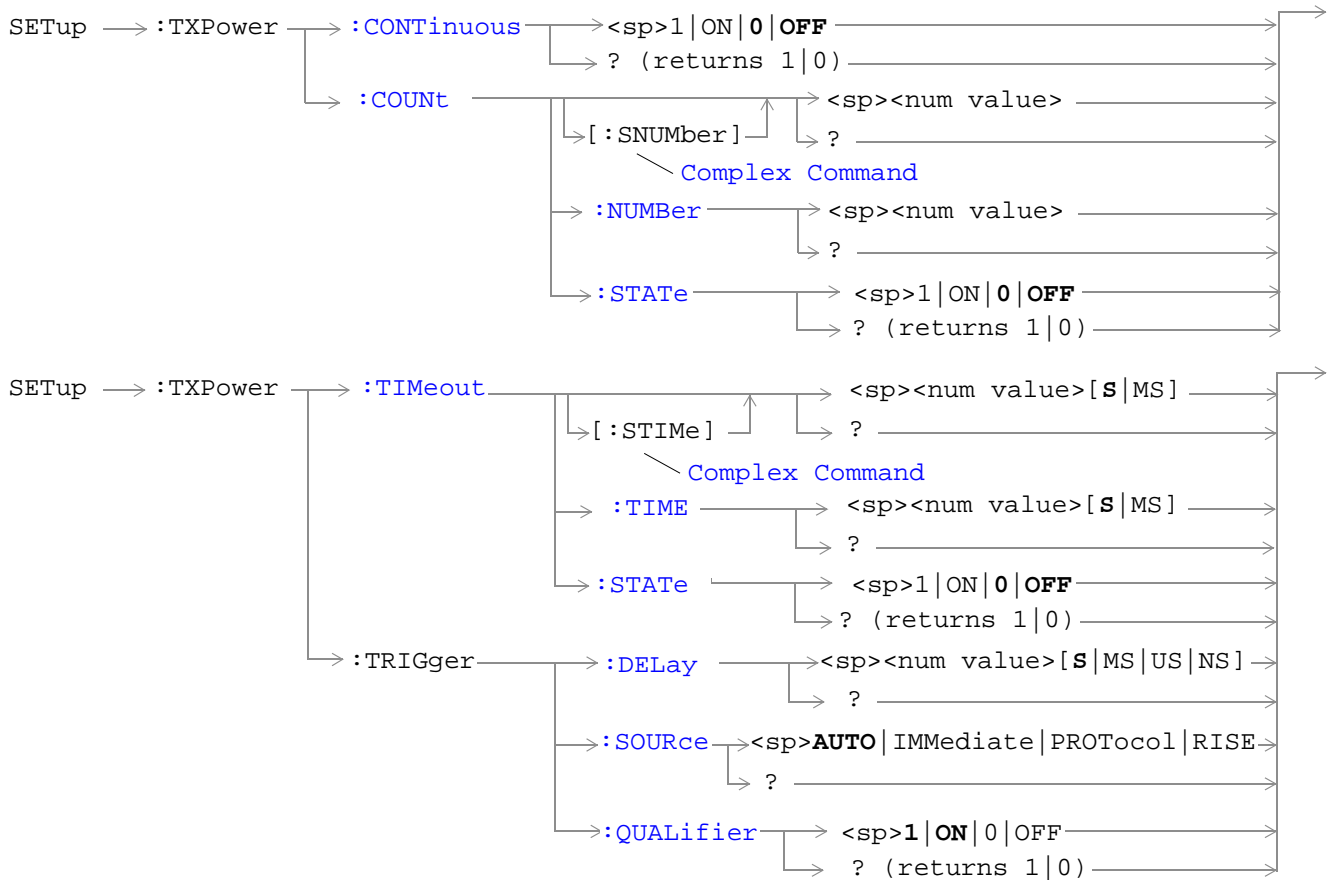 SETup :TXPower :CONTinuous <sp>1|ON|0|OFF
? (returns 1|0)
:COUNt <sp><num value>
[:SNUMber] ?
Complex Command
:NUMBer <sp><num value>
?
:STATe <sp>1|ON|0|OFF
? (returns 1|0)
SETup :TXPower :TIMeout <sp><num value>[S|MS]
[:STIMe] ?
Complex Command
:TIME <sp><num value>[S|MS]
?
:STATe <sp>1|ON|0|OFF
? (returns 1|0)
:TRIGger :DELay <sp><num value>[S|MS|US|NS]
?
:SOURce <sp>AUTO|IMMediate|PROTocol|RISE
?
:QUALifier <sp>1|ON|0|OFF
? (returns 1|0)